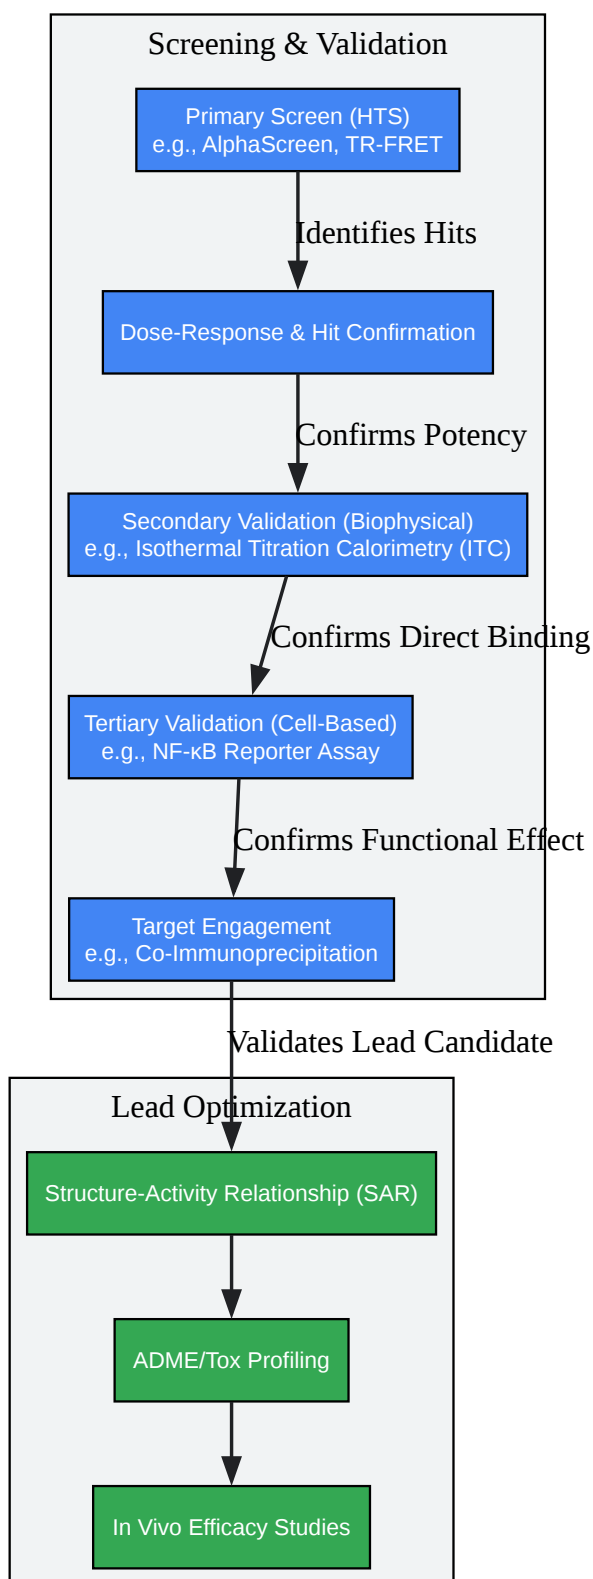 Screening & Validation
Primary Screen (HTS)
e.g., AlphaScreen, TR-FRET
Identifies Hits
Dose-Response & Hit Confirmation
Confirms Potency
Secondary Validation (Biophysical)
e.g., Isothermal Titration Calorimetry (ITC)
Confirms Direct Binding
Tertiary Validation (Cell-Based)
e.g., NF-κB Reporter Assay
Confirms Functional Effect
Target Engagement
e.g., Co-Immunoprecipitation
Validates Lead Candidate
Lead Optimization
Structure-Activity Relationship (SAR)
ADME/Tox Profiling
In Vivo Efficacy Studies